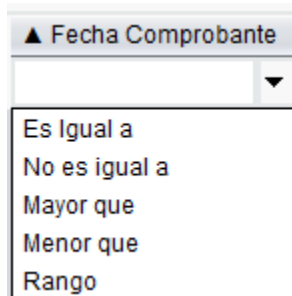 ▲ Fecha Comprobante
Es Igual a
No es igual a
Mayor que
Menor que
Rango